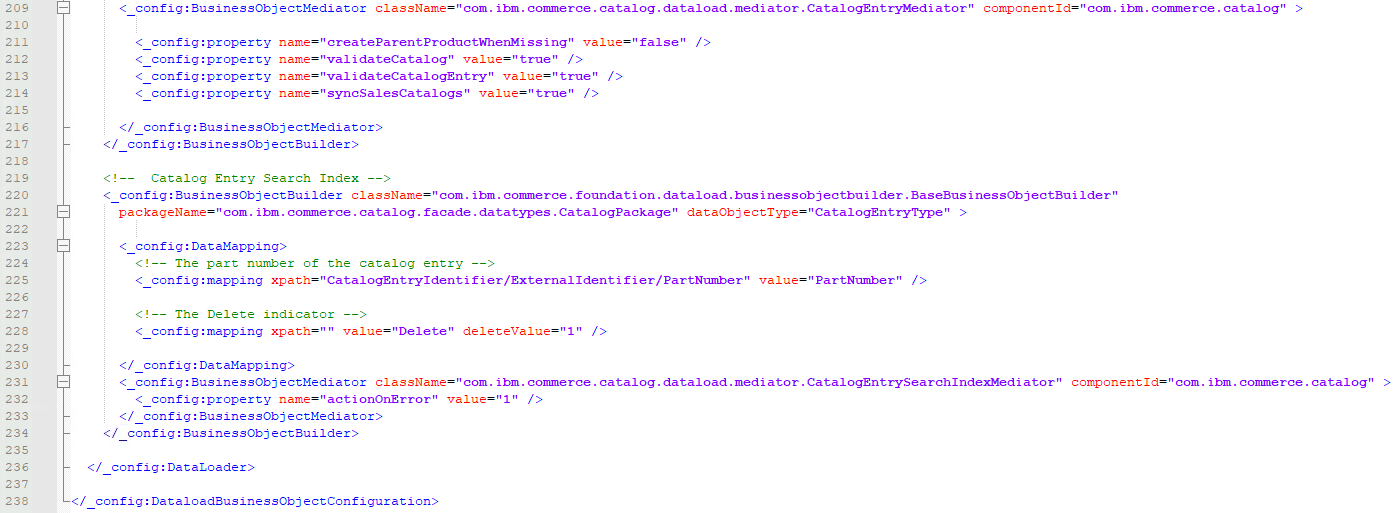 209 <_config:BusinessObjectMediator className="com.ibm.commerce.catalog.dataload.mediator.CatalogEntryMediator" componentId="com.ibm.commerce.catalog" >
210
211 <_config:property name="createParentProductWhenMissing" value="false" />
212 <_config:property name="validateCatalog" value="true" />
213 <_config:property name="validateCatalogEntry" value="true" />
214 <_config:property name="syncSalesCatalogs" value="true" />
215
216 </_config:BusinessObjectMediator>
217 </_config:BusinessObjectBuilder>
218
219 <!--  Catalog Entry Search Index -->
220 <_config:BusinessObjectBuilder className="com.ibm.commerce.foundation.dataload.businessobjectbuilder.BaseBusinessObjectBuilder"
221 packageName="com.ibm.commerce.catalog.facade.datatypes.CatalogPackage" dataObjectType="CatalogEntryType" >
222
223 <_config:DataMapping>
224 <!-- The part number of the catalog entry -->
225 <_config:mapping xpath="CatalogEntryIdentifier/ExternalIdentifier/PartNumber" value="PartNumber" />
226
227 <!-- The Delete indicator -->
228 <_config:mapping xpath="" value="Delete" deleteValue="1" />
229
230 </_config:DataMapping>
231 <_config:BusinessObjectMediator className="com.ibm.commerce.catalog.dataload.mediator.CatalogEntrySearchIndexMediator" componentId="com.ibm.commerce.catalog" >
232 <_config:property name="actionOnError" value="1" />
233 </_config:BusinessObjectMediator>
234 </_config:BusinessObjectBuilder>
235
236 </_config:DataLoader>
237
238 </_config:DataloadBusinessObjectConfiguration>